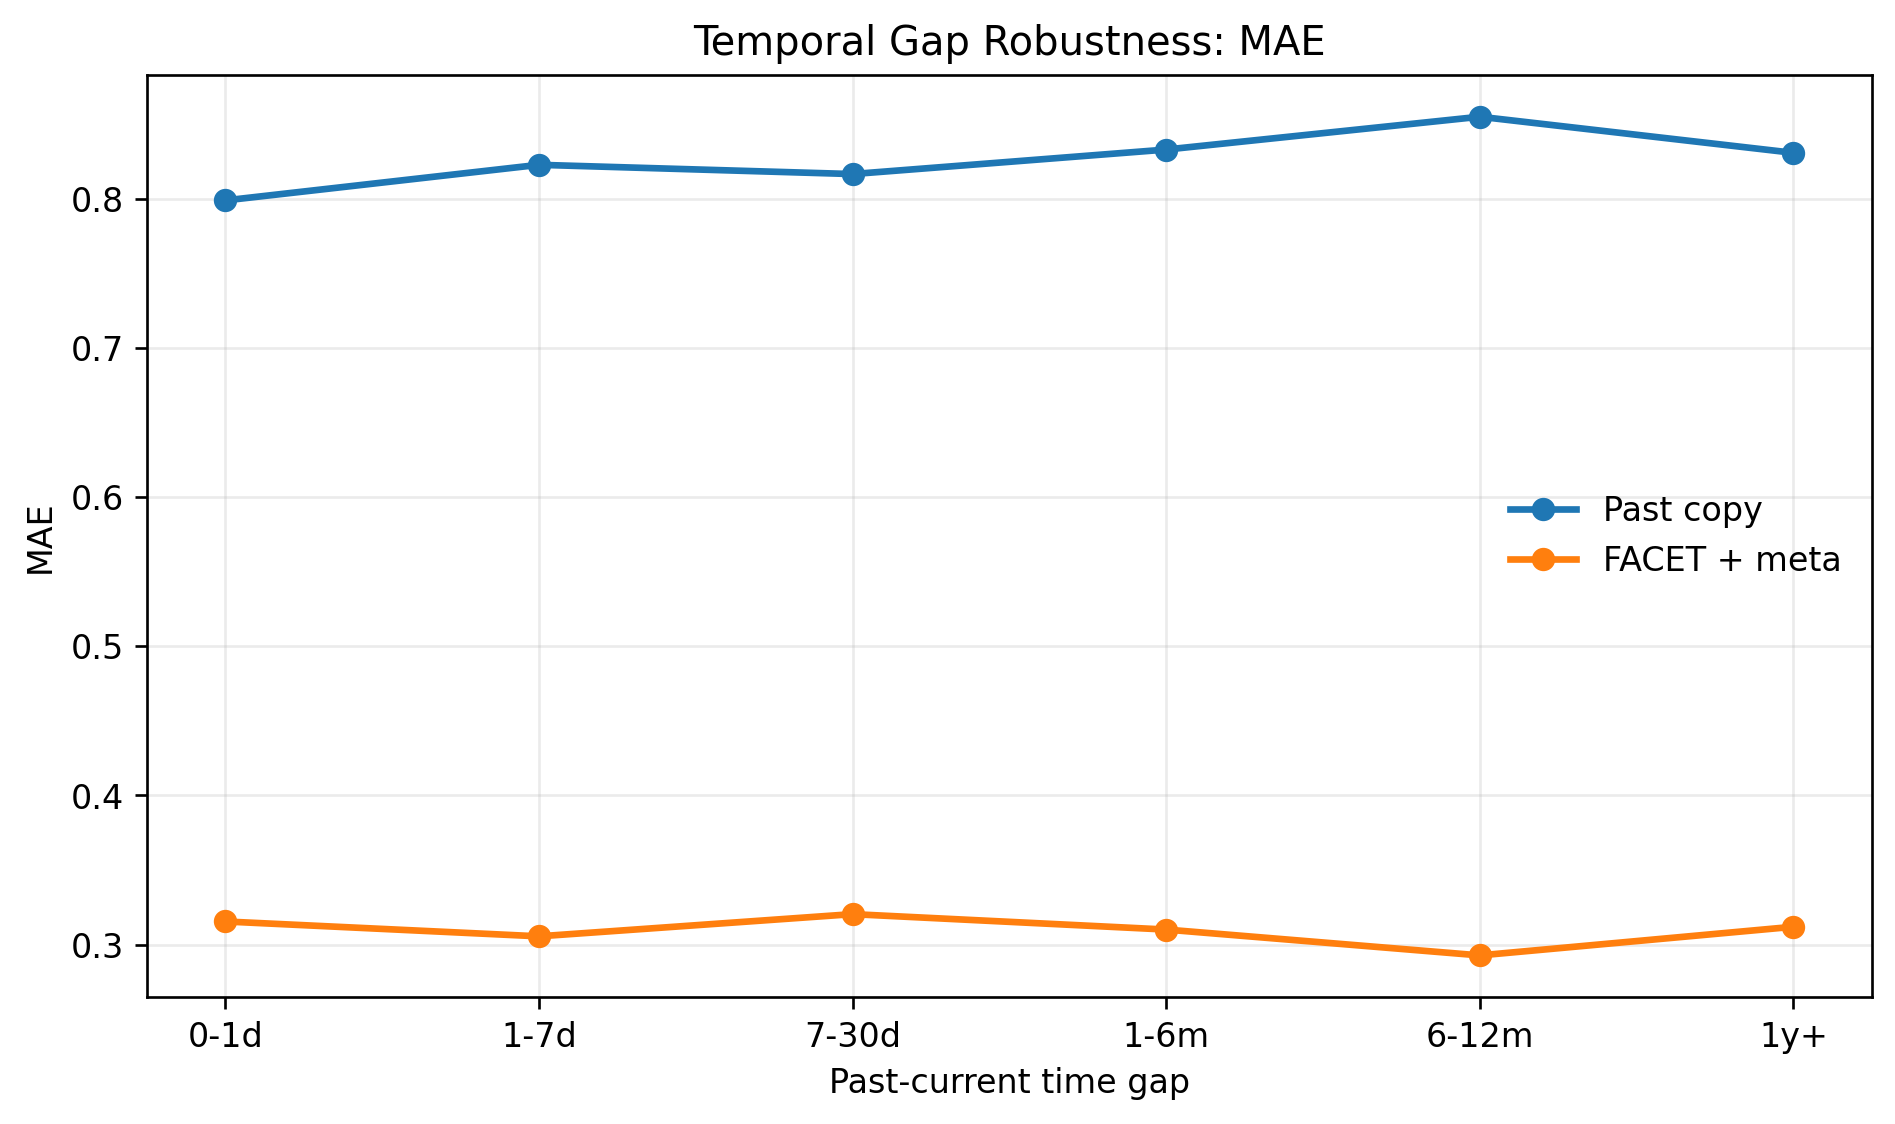 Temporal Gap Robustness: MAE
MAE
0.8
0.7
0.6
0.5
0.4
0.3
Past copy
FACET + meta
0-1d
1-7d
7-30d
1-6m
6-12m
1y+
Past-current time gap